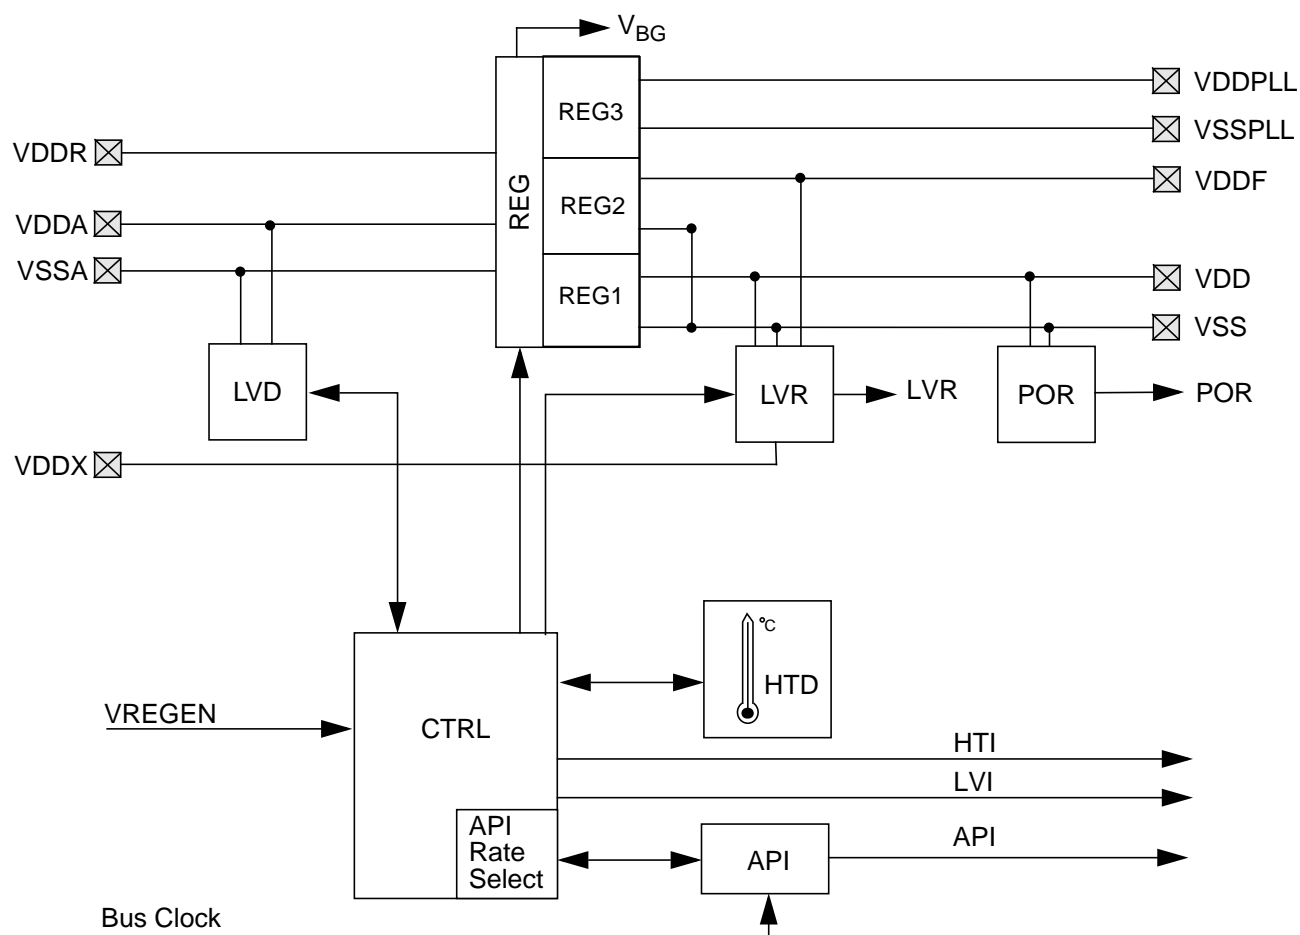 VBG
REG3
VDDPLL
VSSPLL
VDDR
REG
REG2
VDDF
VDDA
VSSA
REG1
VDD
VSS
LVD
LVR
LVR
POR
POR
VDDX
°C
HTD
VREGEN
CTRL
HTI
LVI
API
Rate
Select
API
API
Bus Clock